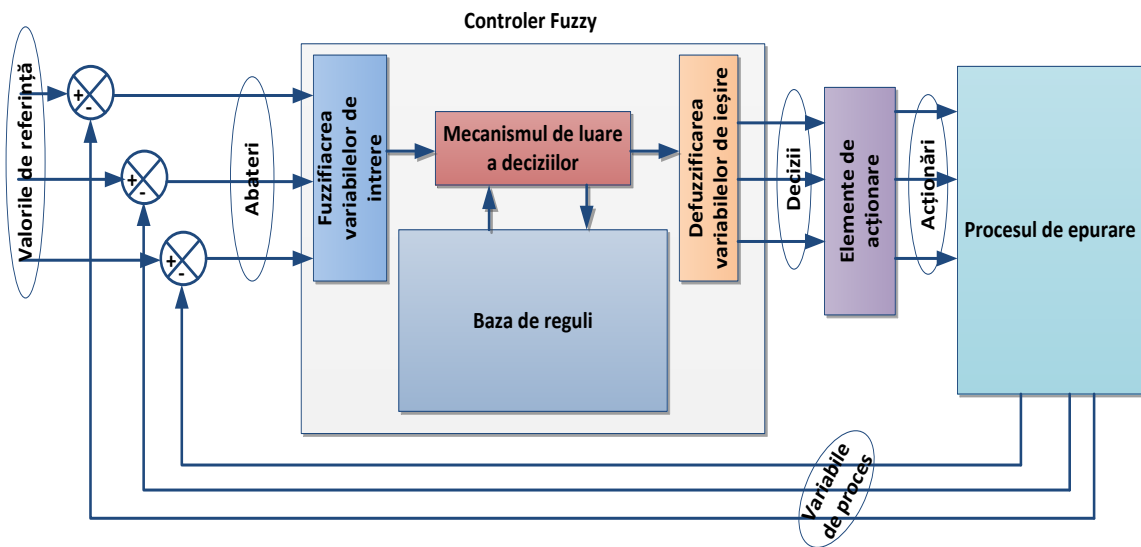 Controler Fuzzy
Valorile de referință
+
-
+
-
+
-
Abateri
Fuzzifiacrea
variabilelor de
intrere
Mecanismul de luare
a deciziilor
Baza de reguli
Defuzzificarea
variabilelor de ieșire
Decizii
Elemente de
acționare
Acționări
Procesul de epurare
Variabile
de proces